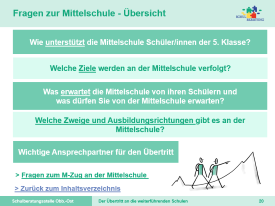 Fragen zur Mittelschule - Übersicht
Wie unterstützt die Mittelschule Schüler/innen der 5. Klasse?
Welche Ziele werden an der Mittelschule verfolgt?
Was erwartet die Mittelschule von ihren Schülern und
was dürfen Sie von der Mittelschule erwarten?
Welche Zweige und Ausbildungsrichtungen gibt es an der
Mittelschule?
Wichtige Ansprechpartner für den Übertritt
> Fragen zum M-Zug an der Mittelschule
> Zurück zum Inhaltsverzeichnis
Schulberatungsstelle Obb.-Ost
Der Übertritt an die weiterführenden Schulen
20